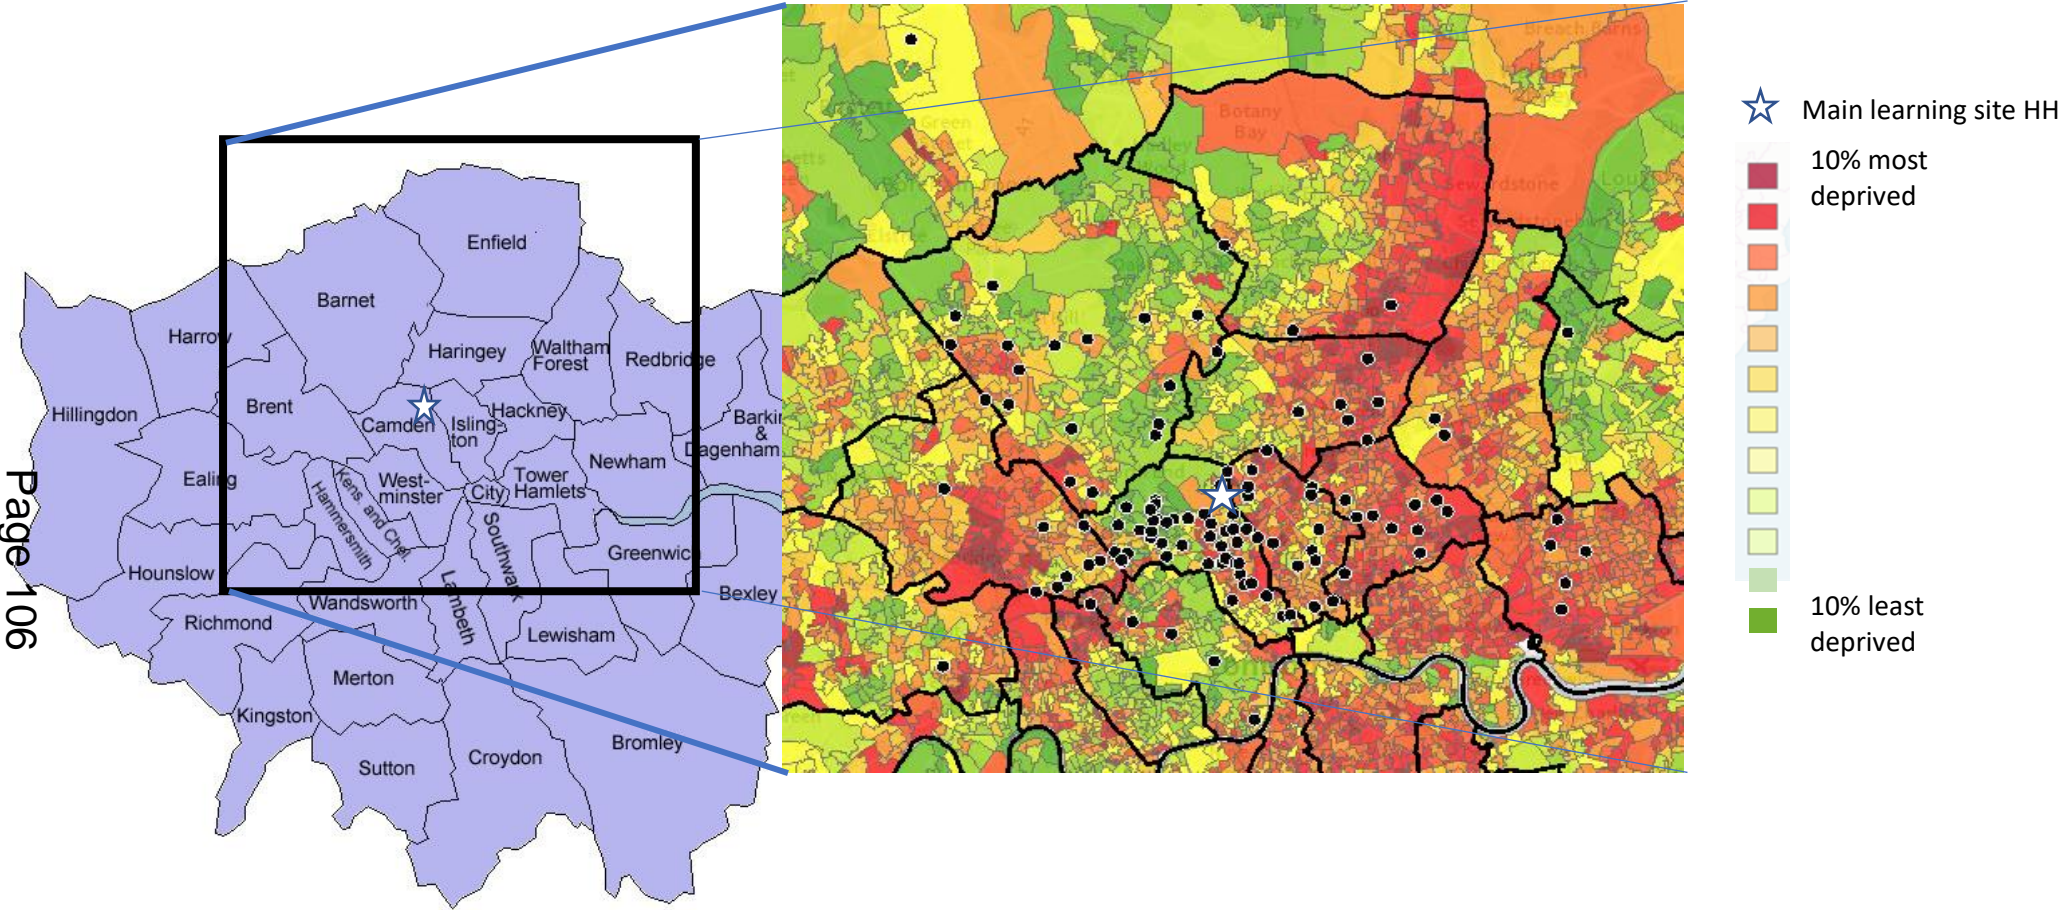 Page 106
Enfield
Barnet
Harrow
Haringey
Waltham
Forest
Redbridge
Hillingdon
Brent
Camden
Isling-
ton
Hackney
Barkin
&
Dagenham
Ealing
Kens. and Chel.
Hammersmith
West-
minster
City
Tower
Hamlets
Newham
Southwark
Greenwich
Hounslow
Lambeth
Wandsworth
Richmond
Lewisham
Bexley
Merton
Kingston
Sutton
Croydon
Bromley
Botany
Bay
Main learning site HH
10% most
deprived
10% least
deprived